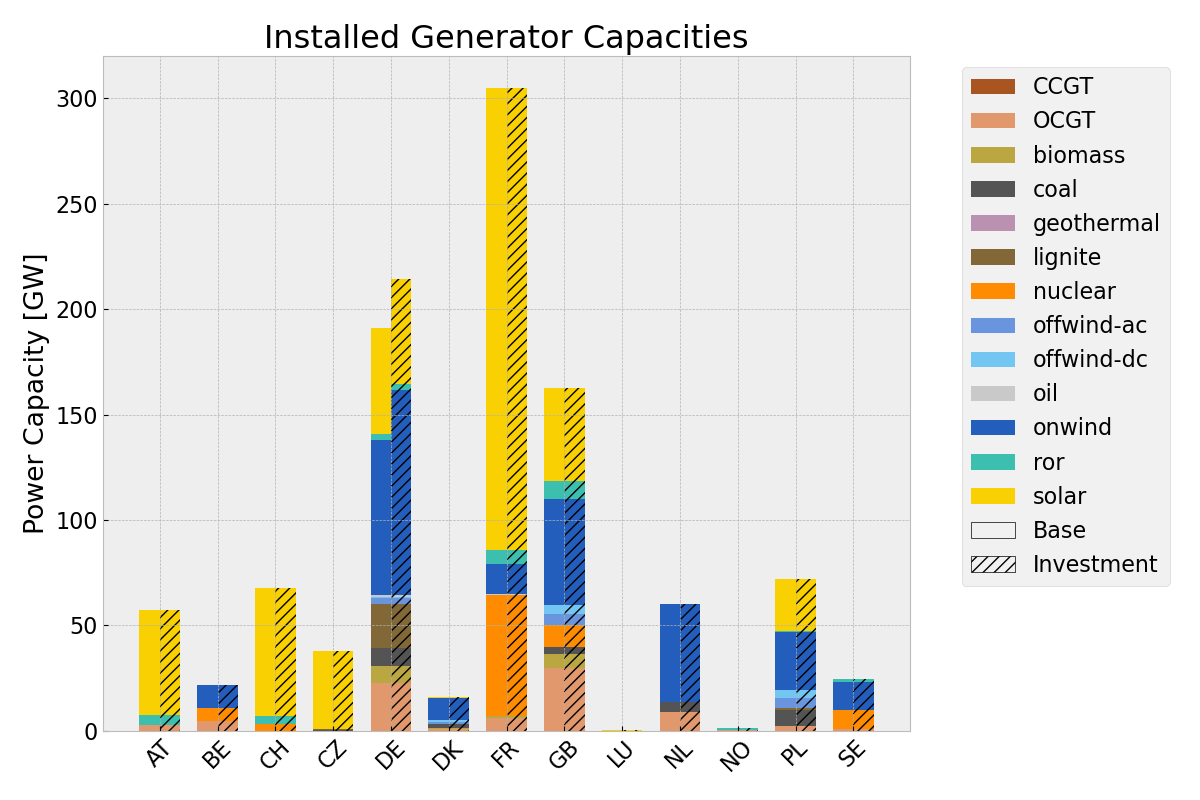 Installed Generator Capacities
Power Capacity [GW]
300
250
200
150
100
50
0
AT
BE
CH
CZ
DE
DK
FR
GB
LU
NL
NO
PL
SE
CCGT
OCGT
biomass
coal
geothermal
lignite
nuclear
offwind-ac
offwind-dc
oil
onwind
ror
solar
Base
Investment